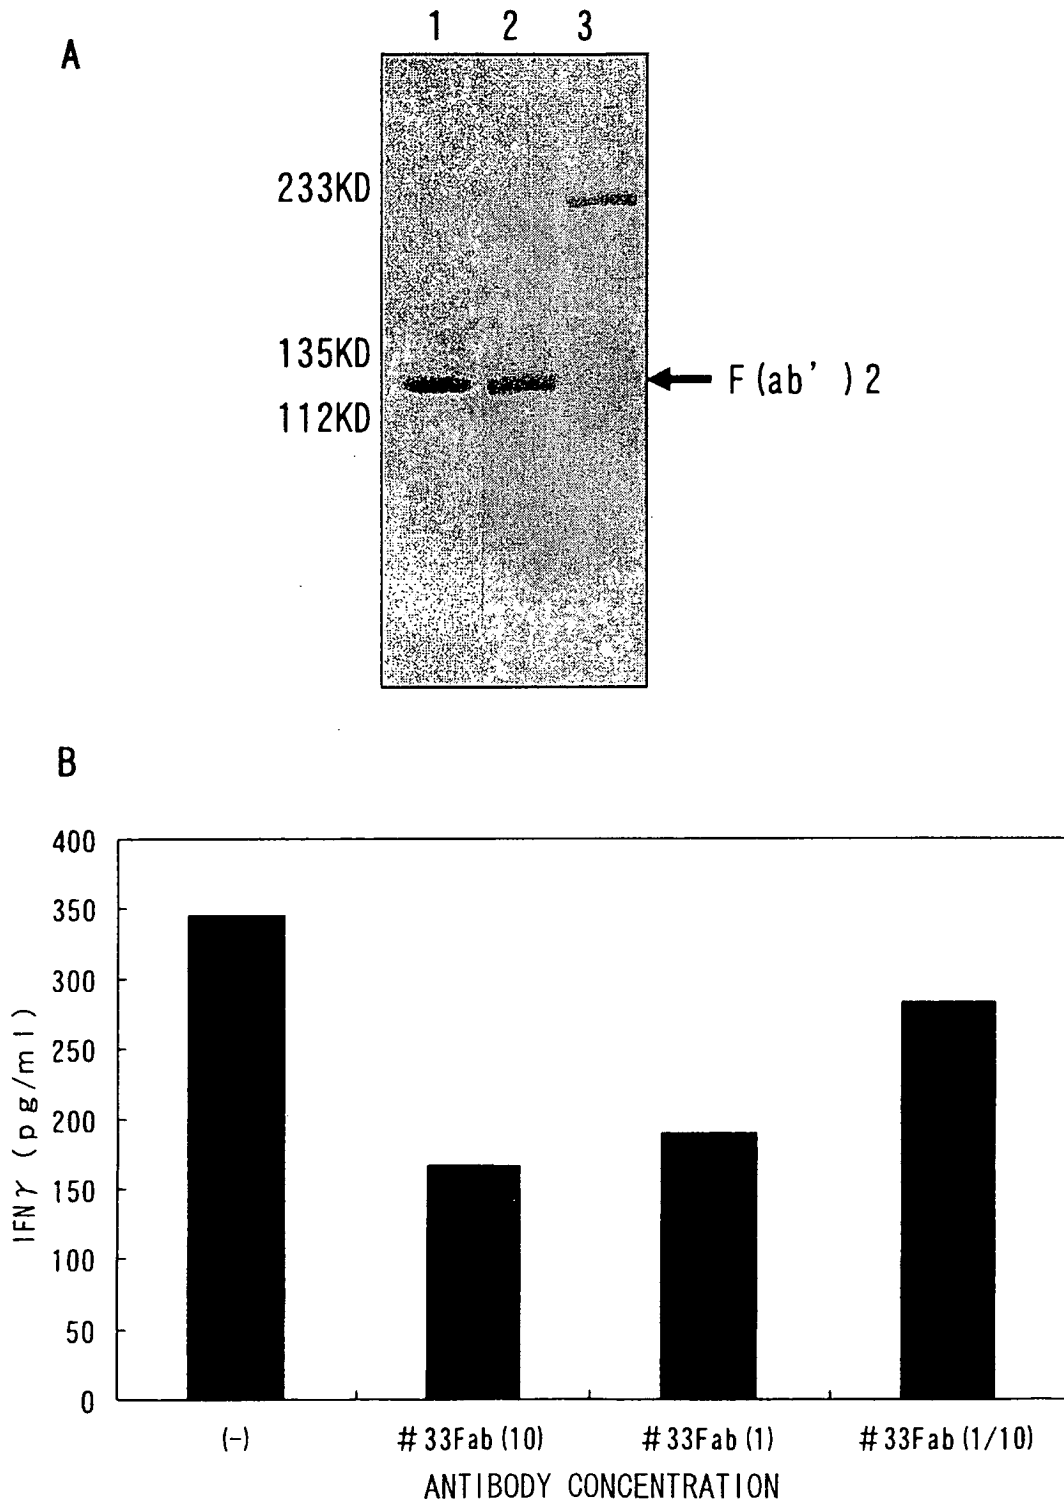 A
1 2 3
233KD
135KD
112KD
F(ab')2
B
400
350
300
250
200
150
100
50
0
IFNγ (pg/ml)
(-) #33Fab(10) #33Fab(1) #33Fab(1/10)
ANTIBODY CONCENTRATION